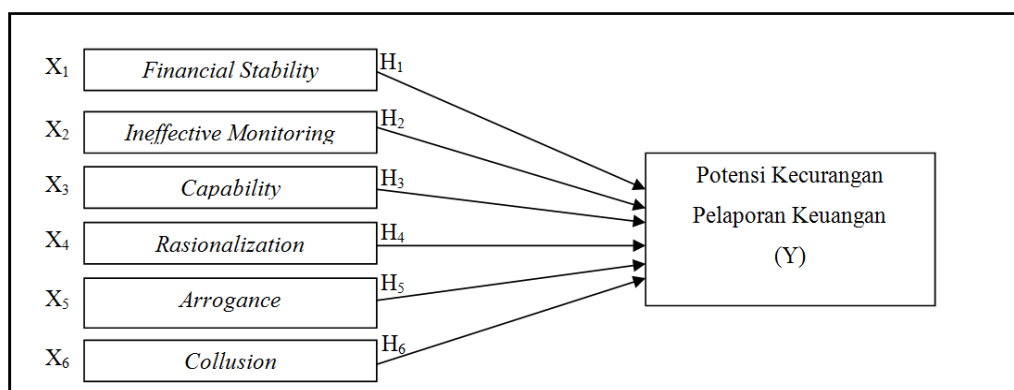 X₁ Financial Stability H₁
X₂ Ineffective Monitoring H₂
X₃ Capability H₃
X₄ Rasionalization H₄
X₅ Arrogance H₅
X₆ Collusion H₆
Potensi Kecurangan
Pelaporan Keuangan
(Y)